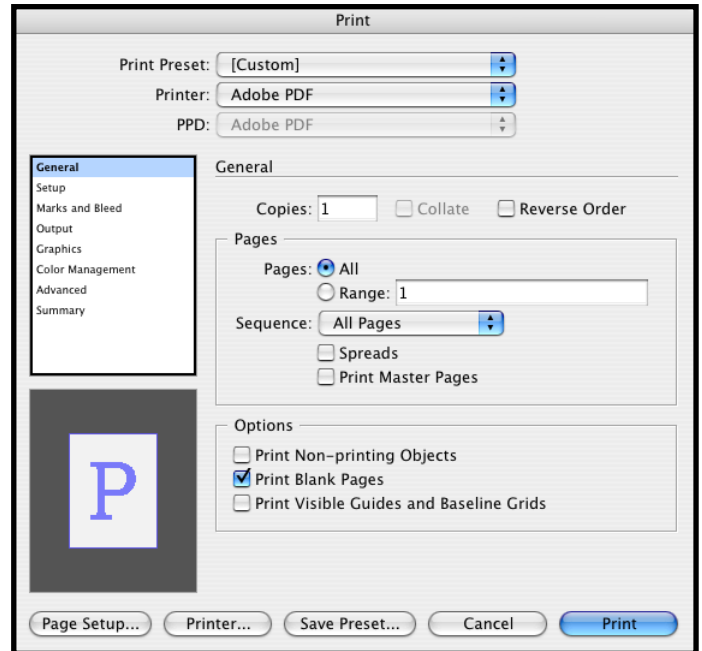 Print
Print Preset: [Custom]
Printer: Adobe PDF
PPD: Adobe PDF
General
Setup
Marks and Bleed
Output
Graphics
Color Management
Advanced
Summary
General
Copies: 1 Collate Reverse Order
Pages
Pages: All
Range: 1
Sequence: All Pages
Spreads
Print Master Pages
Options
Print Non-printing Objects
Print Blank Pages
Print Visible Guides and Baseline Grids
P
Page Setup... Printer... Save Preset... Cancel Print